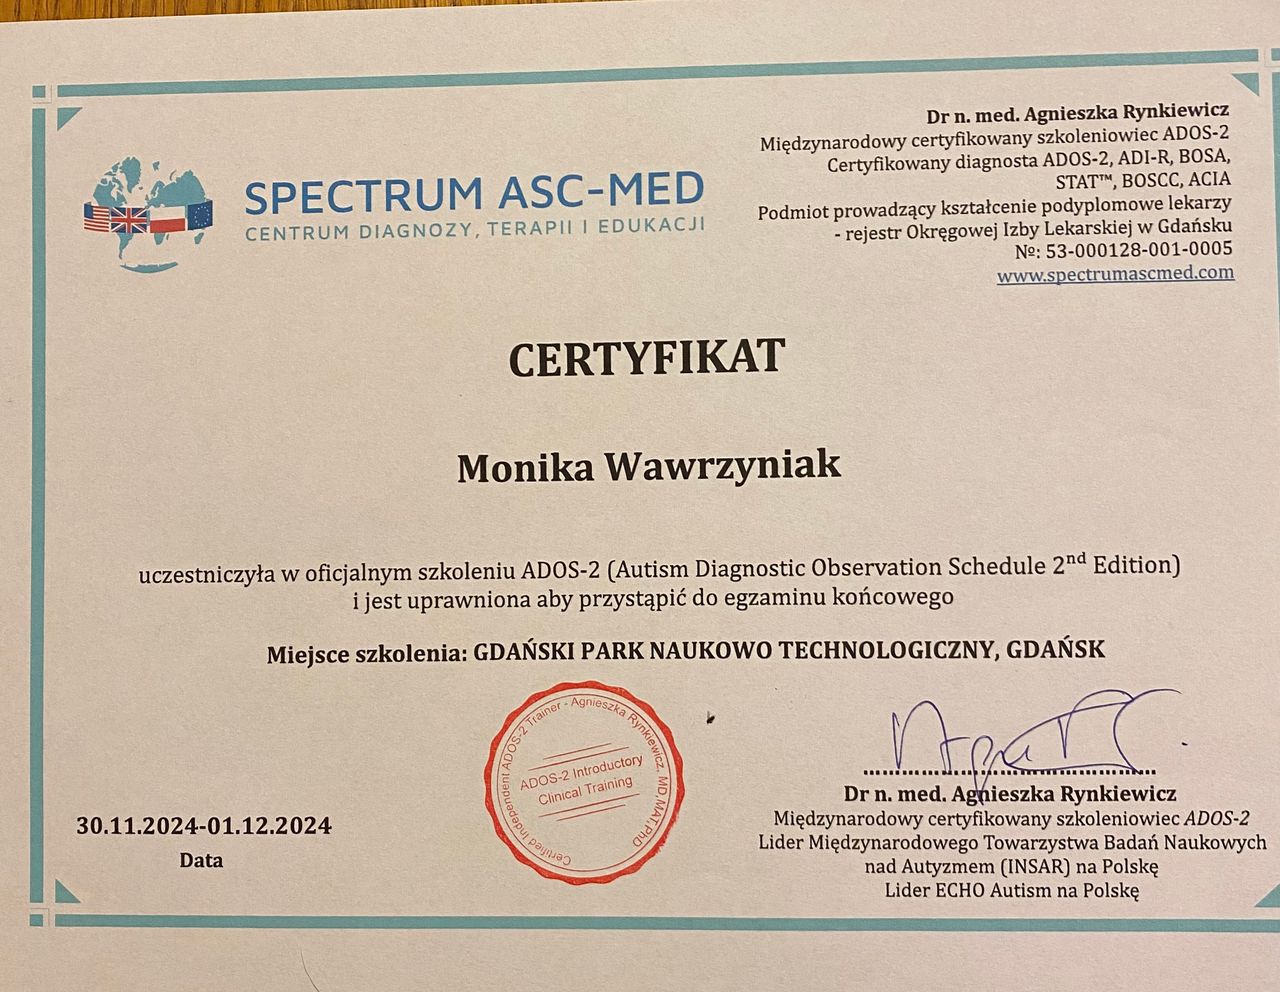 SPECTRUM ASC-MED
CENTRUM DIAGNOZY, TERAPII I EDUKACJI
Dr n. med. Agnieszka Rynkiewicz
Międzynarodowy certyfikowany szkoleniowiec ADOS-2
Certyfikowany diagnosta ADOS-2, ADI-R, BOSA,
STAT™, BOSCC, ACIA
Podmiot prowadzący kształcenie podyplomowe lekarzy
- rejestr Okręgowej Izby Lekarskiej w Gdańsku
№: 53-000128-001-0005
www.spectrumascmed.com
CERTYFIKAT
Monika Wawrzyniak
uczestniczyła w oficjalnym szkoleniu ADOS-2 (Autism Diagnostic Observation Schedule 2nd Edition)
i jest uprawniona aby przystąpić do egzaminu końcowego
Miejsce szkolenia: GDAŃSKI PARK NAUKOWO TECHNOLOGICZNY, GDAŃSK
Certified Independent ADOS-2 Trainer - Agnieszka Rynkiewicz, MD,MAT,PhD
ADOS-2 Introductory
Clinical Training
30.11.2024-01.12.2024
Data
Dr n. med. Agnieszka Rynkiewicz
Międzynarodowy certyfikowany szkoleniowiec ADOS-2
Lider Międzynarodowego Towarzystwa Badań Naukowych
nad Autyzmem (INSAR) na Polskę
Lider ECHO Autism na Polskę